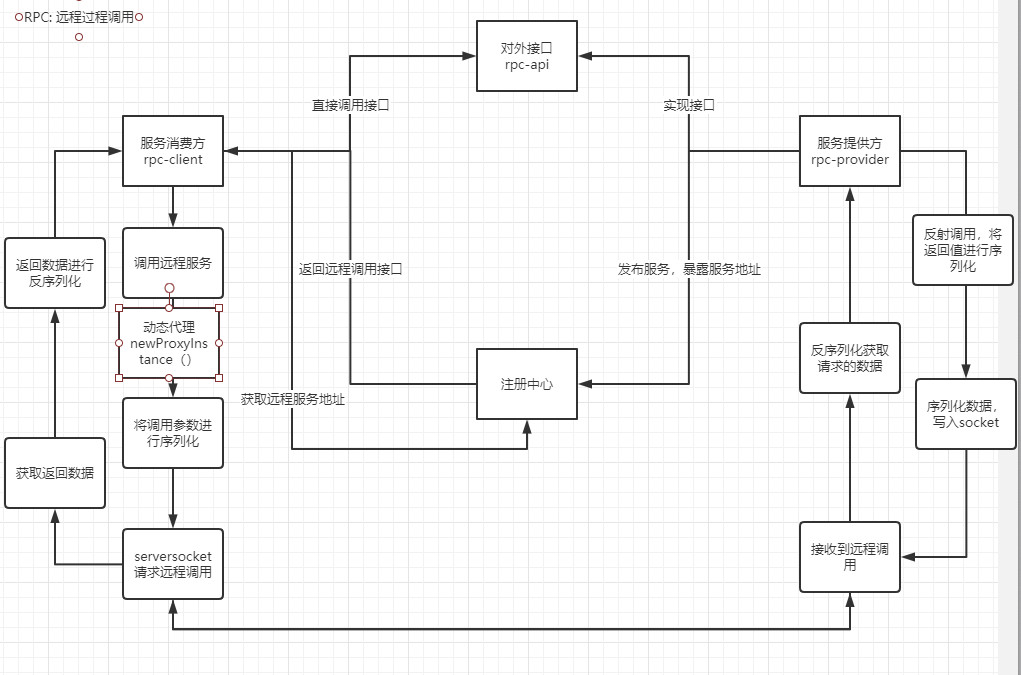 RPC: 远程过程调用
对外接口
rpc-api
直接调用接口
实现接口
服务消费方
rpc-client
服务提供方
rpc-provider
调用远程服务
返回远程调用接口
发布服务，暴露服务地址
反射调用，将
返回值进行序
列化
返回数据进行
反序列化
动态代理
newProxyIns
tance（）
反序列化获取
请求的数据
注册中心
获取远程服务地址
序列化数据，
写入socket
将调用参数进
行序列化
获取返回数据
serversocket
请求远程调用
接收到远程调
用